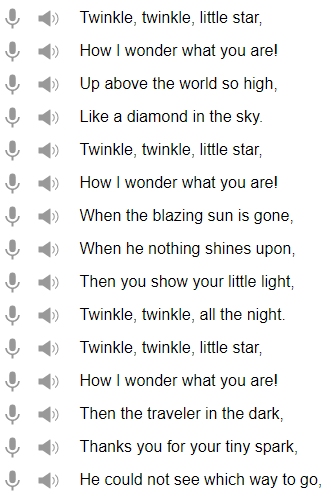 Twinkle, twinkle, little star,
How I wonder what you are!
Up above the world so high,
Like a diamond in the sky.
Twinkle, twinkle, little star,
How I wonder what you are!
When the blazing sun is gone,
When he nothing shines upon,
Then you show your little light,
Twinkle, twinkle, all the night.
Twinkle, twinkle, little star,
How I wonder what you are!
Then the traveler in the dark,
Thanks you for your tiny spark,
He could not see which way to go,